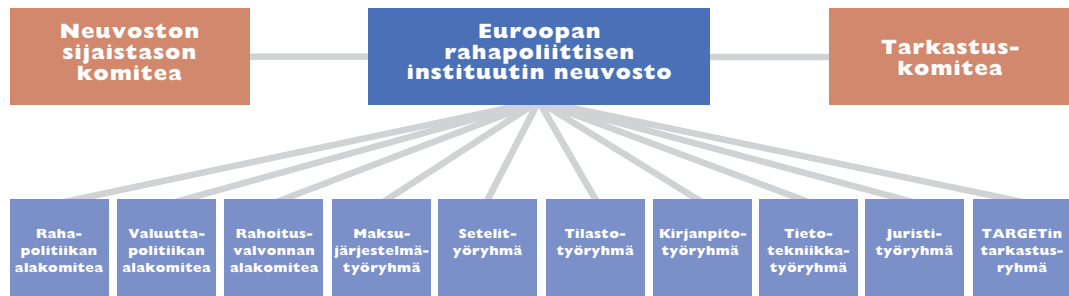 Neuvoston
sijaistason
komitea
Euroopan
rahapoliittisen
instituutin neuvosto
Tarkastus-
komitea
Raha-
politiikan
alakomitea
Valuutta-
politiikan
alakomitea
Rahoitus-
valvonnan
alakomitea
Maksu-
järjestelmä-
työryhmä
Setelit-
yöryhmä
Tilasto-
työryhmä
Kirjanpito-
työryhmä
Tieto-
tekniikka-
työryhmä
Juristi-
työryhmä
TARGETin
tarkastus-
ryhmä